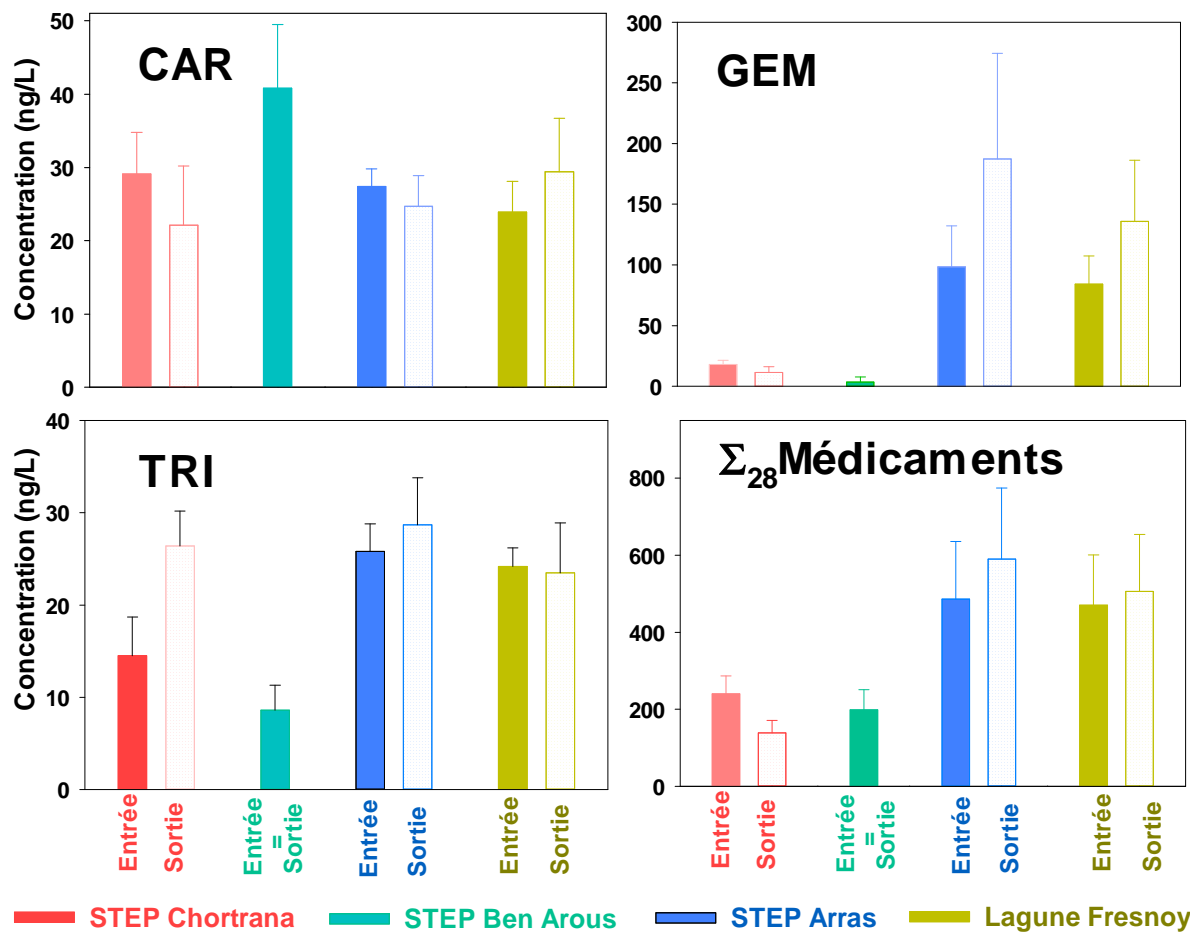 CAR
Concentration (ng/L)
50
40
30
20
10
0
GEM
300
250
200
150
100
50
0
TRI
Concentration (ng/L)
40
30
20
10
0
Σ28Médicaments
800
600
400
200
0
Entrée
Sortie
Entrée
=
Sortie
Entrée
Sortie
Entrée
Sortie
Entrée
Sortie
Entrée
=
Sortie
Entrée
Sortie
Entrée
Sortie
STEP Chortrana
STEP Ben Arous
STEP Arras
Lagune Fresnoy